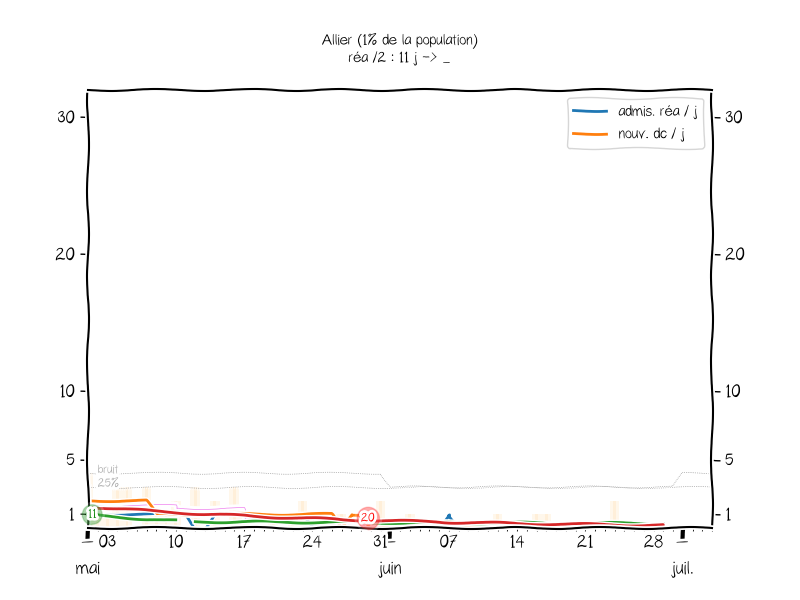 Allier (1% de la population)
réa /2 : 11 j -> _
admis. réa / j
nouv. dc / j
30
30
20
20
10
10
5
5
bruit
25%
1
11
20
1
03
10
17
24
31
07
14
21
28
mai
juin
juil.